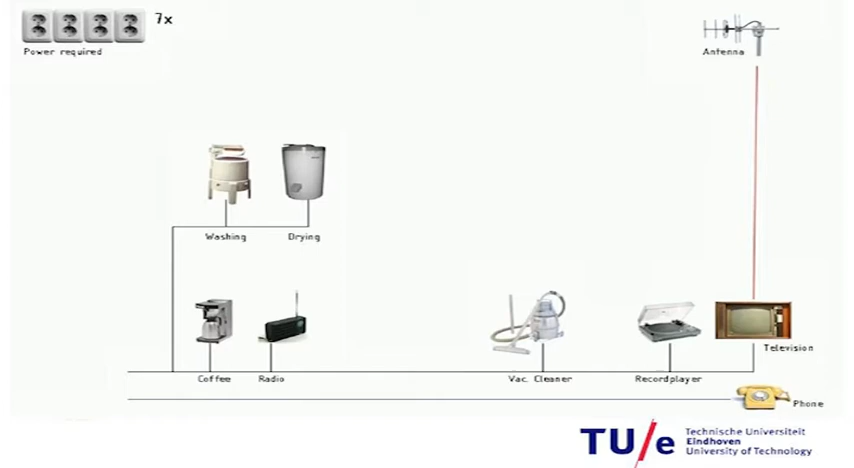 7x
Power required
Antenna
Washing
Drying
Television
Coffee
Radio
Vac. Cleaner
Recordplayer
Phone
TU/e
Technische Universiteit
Eindhoven
University of Technology